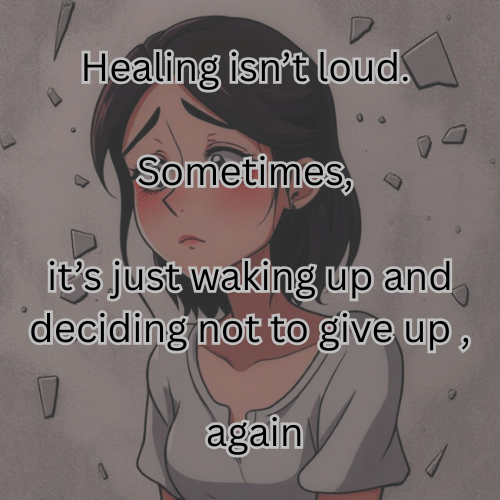 Healing isn’t loud.
Sometimes,
it’s just waking up and
deciding not to give up ,
again